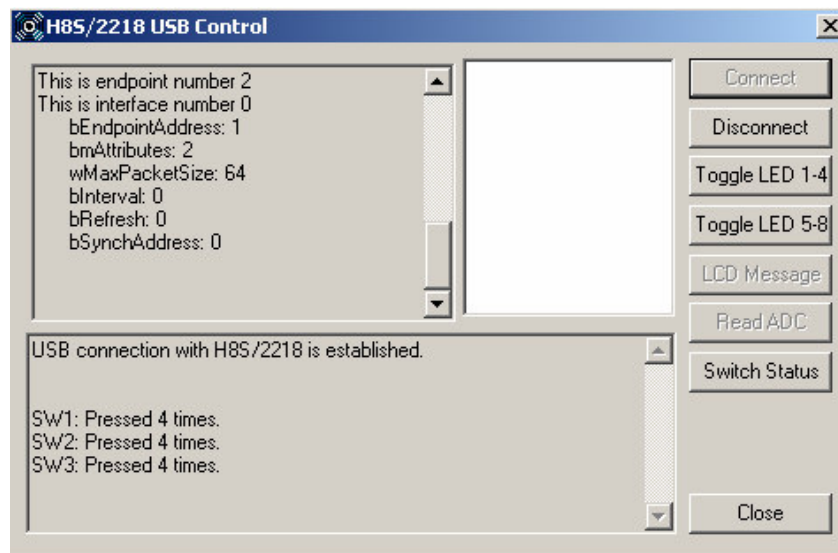 H8S/2218 USB Control
This is endpoint number 2
This is interface number 0
bEndpointAddress: 1
bmAttributes: 2
wMaxPacketSize: 64
bInterval: 0
bRefresh: 0
bSynchAddress: 0
USB connection with H8S/2218 is established.
SW1: Pressed 4 times.
SW2: Pressed 4 times.
SW3: Pressed 4 times.
Connect
Disconnect
Toggle LED 1-4
Toggle LED 5-8
LCD Message
Read ADC
Switch Status
Close